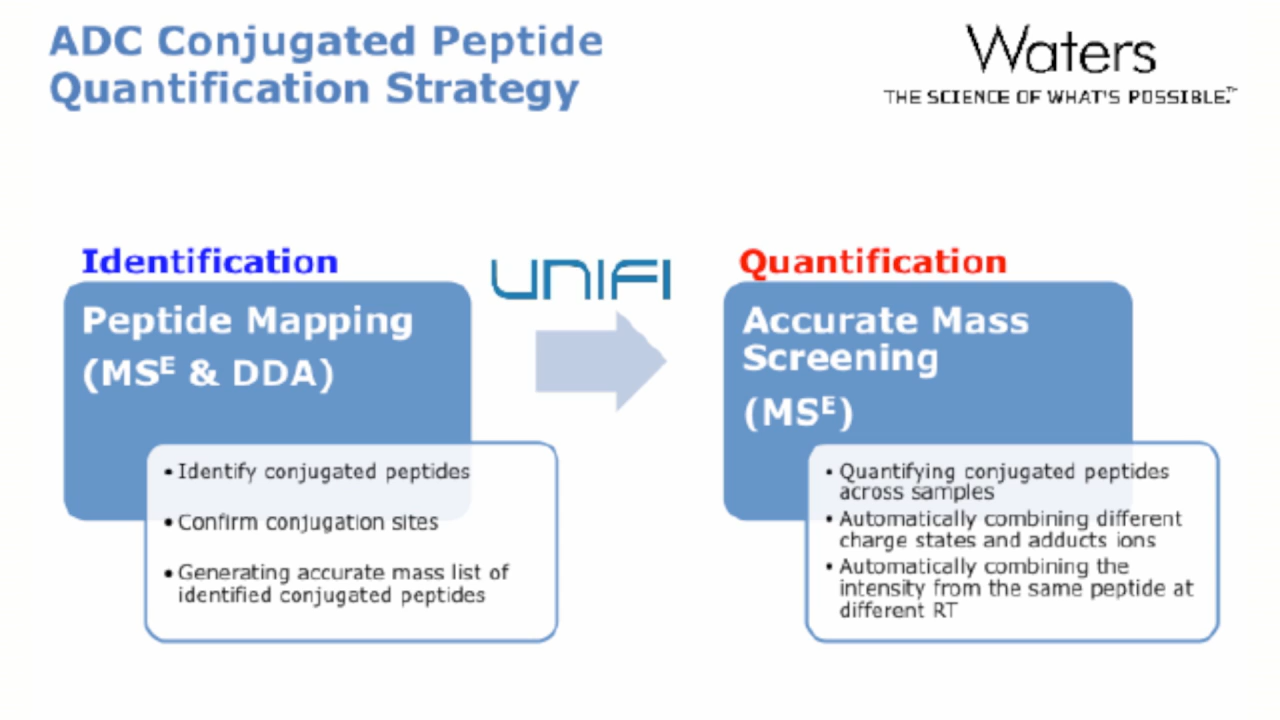 ADC Conjugated Peptide
Quantification Strategy
Waters
THE SCIENCE OF WHAT'S POSSIBLE.™
Identification
Peptide Mapping
(MSᴱ & DDA)
• Identify conjugated peptides
• Confirm conjugation sites
• Generating accurate mass list of
identified conjugated peptides
UNIFI
Quantification
Accurate Mass
Screening
(MSᴱ)
• Quantifying conjugated peptides
across samples
• Automatically combining different
charge states and adducts ions
• Automatically combining the
intensity from the same peptide at
different RT